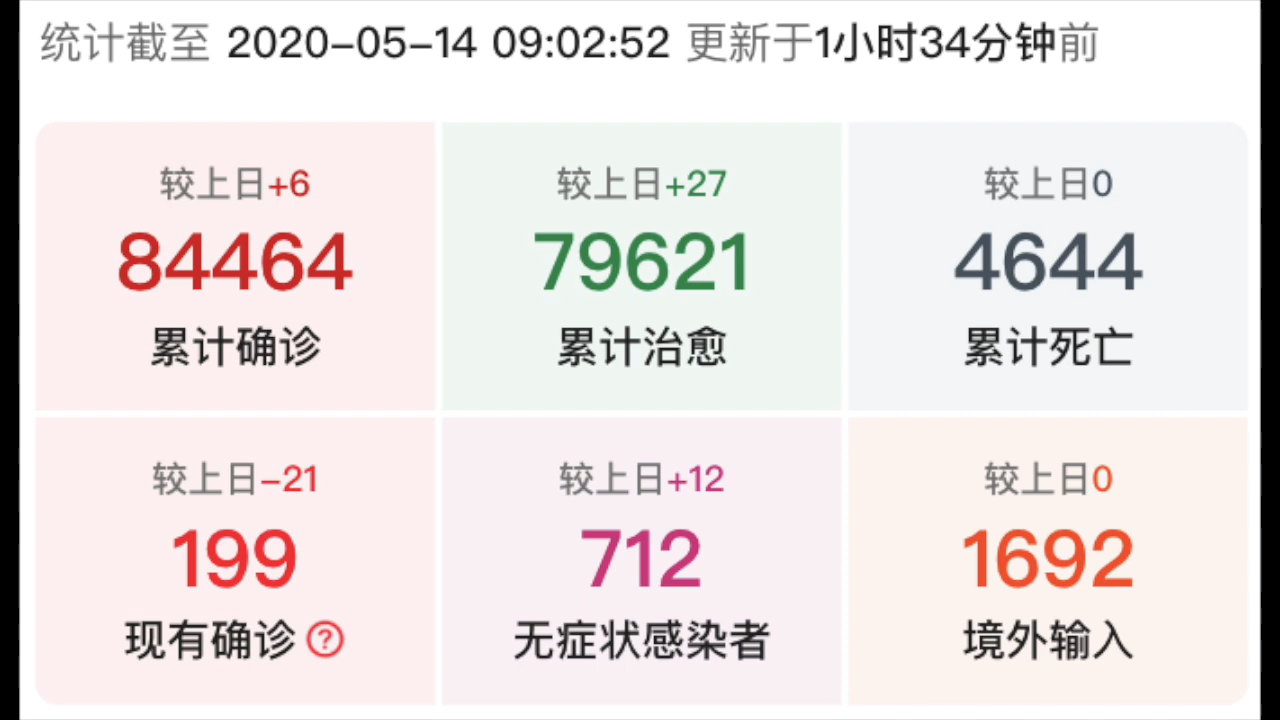 统计截至 2020-05-14 09:02:52 更新于1小时34分钟前
较上日+6
84464
累计确诊
较上日+27
79621
累计治愈
较上日0
4644
累计死亡
较上日-21
199
现有确诊 ?
较上日+12
712
无症状感染者
较上日0
1692
境外输入